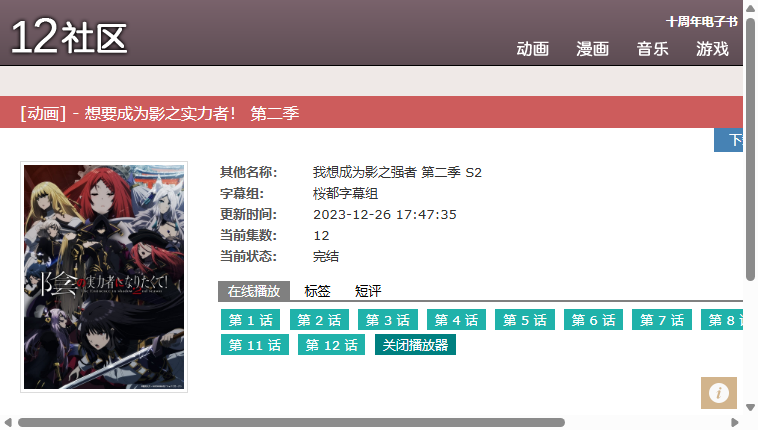 十周年电子书
12社区
动画 漫画 音乐 游戏
[动画] - 想要成为影之实力者！ 第二季
其他名称: 我想成为影之强者 第二季 S2
字幕组: 桜都字幕组
更新时间: 2023-12-26 17:47:35
当前集数: 12
当前状态: 完结
陰の実力者になりたくて!
在线播放 标签 短评
第 1 话 第 2 话 第 3 话 第 4 话 第 5 话 第 6 话 第 7 话 第 8
第 11 话 第 12 话 关闭播放器
i